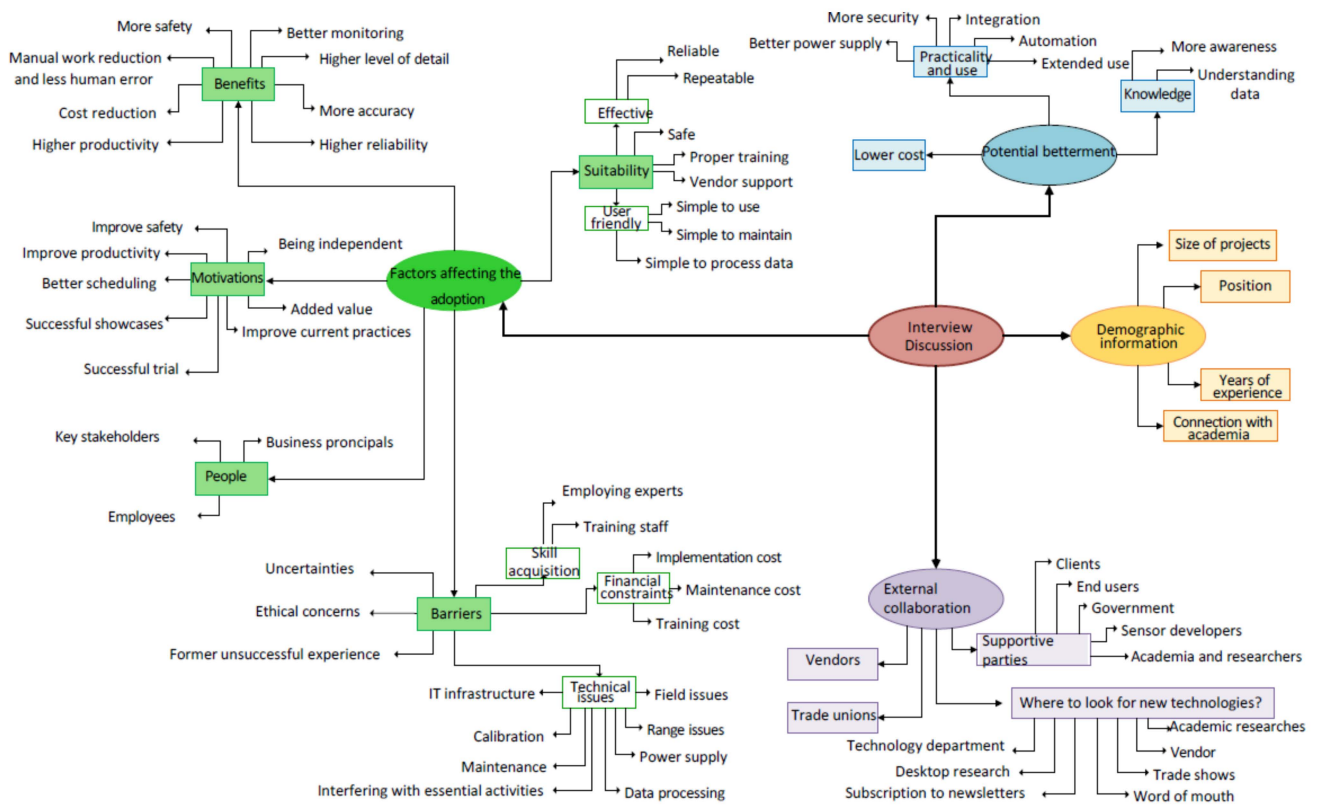 More safety
Better monitoring
Manual work reduction
and less human error
Higher level of detail
Benefits
Cost reduction
More accuracy
Higher productivity
Higher reliability
Reliable
Repeatable
Effective
Safe
Suitability
Proper training
Vendor support
User
friendly
Simple to use
Simple to maintain
Simple to process data
More security
Integration
Better power supply
Automation
Practicality
and use
Extended use
More awareness
Understanding
data
Knowledge
Lower cost
Potential betterment
Improve safety
Being independent
Improve productivity
Motivations
Better scheduling
Added value
Successful showcases
Improve current practices
Successful trial
Factors affecting the
adoption
Interview
Discussion
Size of projects
Position
Demographic
information
Years of
experience
Connection with
academia
Key stakeholders
Business proncipals
People
Employees
Employing experts
Training staff
Skill
acquisition
Uncertainties
Ethical concerns
Barriers
Former unsuccessful experience
Financial
constraints
Implementation cost
Maintenance cost
Training cost
Technical
issues
IT infrastructure
Field issues
Calibration
Range issues
Maintenance
Power supply
Interfering with essential activities
Data processing
External
collaboration
Clients
End users
Government
Sensor developers
Academia and researchers
Supportive
parties
Vendors
Trade unions
Where to look for new technologies?
Academic researches
Technology department
Vendor
Desktop research
Trade shows
Subscription to newsletters
Word of mouth